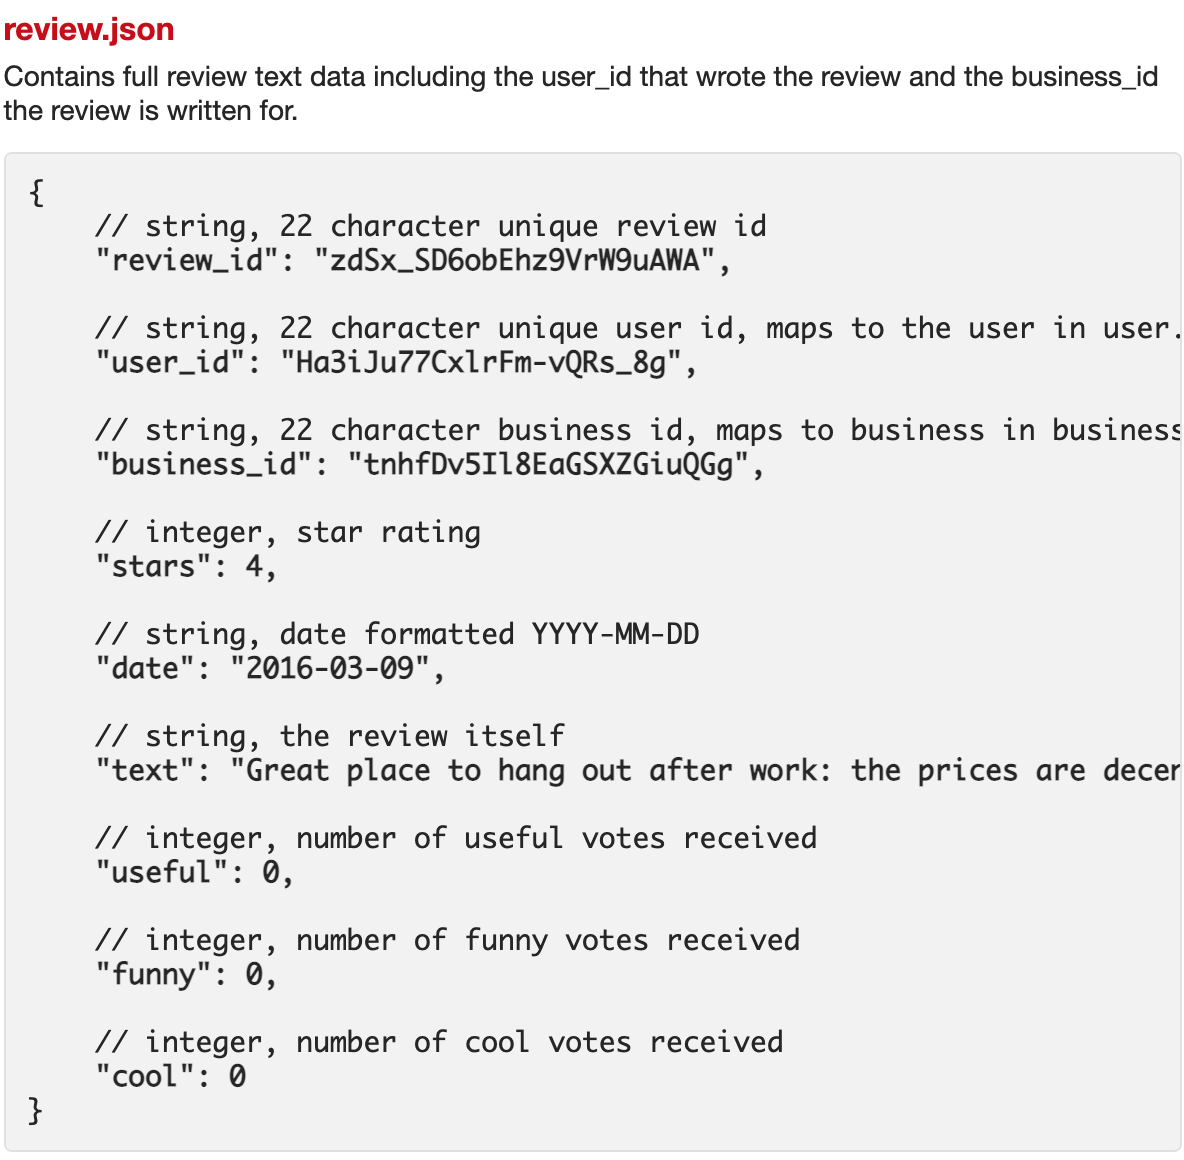 review.json
Contains full review text data including the user_id that wrote the review and the business_id
the review is written for.
{
// string, 22 character unique review id
"review_id": "zdSx_SD6obEhz9VrW9uAWA",
// string, 22 character unique user id, maps to the user in user.
"user_id": "Ha3iJu77CxlrFm-vQRs_8g",
// string, 22 character business id, maps to business in business
"business_id": "tnhfDv5Il8EaGSXZGiuQGg",
// integer, star rating
"stars": 4,
// string, date formatted YYYY-MM-DD
"date": "2016-03-09",
// string, the review itself
"text": "Great place to hang out after work: the prices are
// integer, number of useful votes received
"useful": 0,
// integer, number of funny votes received
"funny": 0,
// integer, number of cool votes received
"cool": 0
}